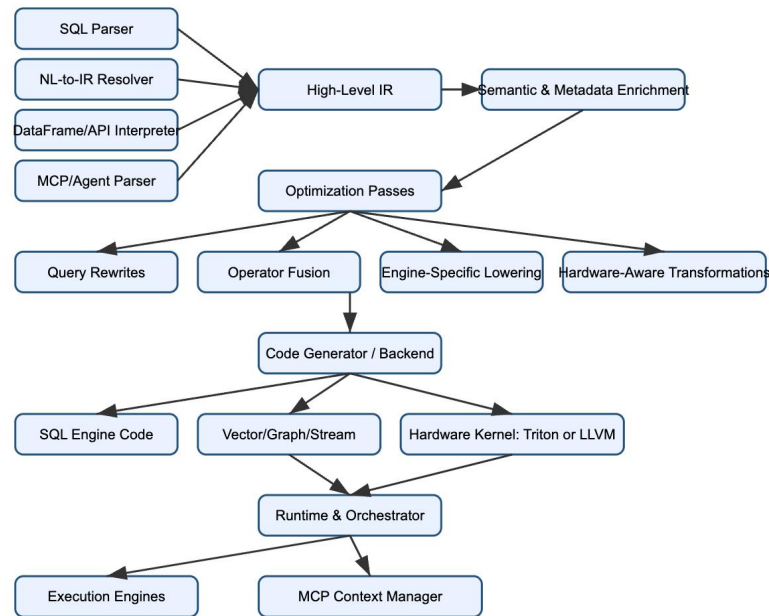 SQL Parser
NL-to-IR Resolver
High-Level IR
Semantic & Metadata Enrichment
DataFrame/API Interpreter
MCP/Agent Parser
Optimization Passes
Query Rewrites
Operator Fusion
Engine-Specific Lowering
Hardware-Aware Transformations
Code Generator / Backend
SQL Engine Code
Vector/Graph/Stream
Hardware Kernel: Triton or LLVM
Runtime & Orchestrator
Execution Engines
MCP Context Manager